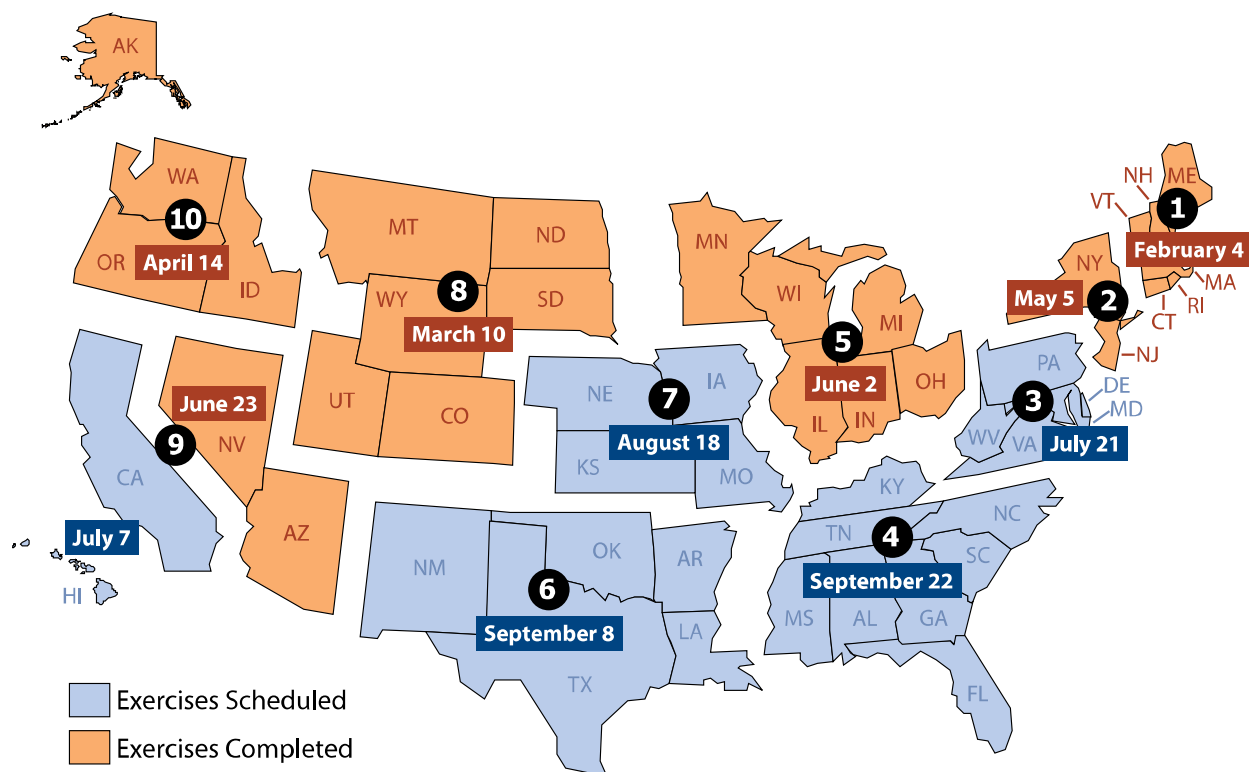 AK
WA
10
OR
April 14
ID
MT
ND
WY
8
SD
March 10
MN
WI
MI
5
June 2
IL
IN
OH
NH
ME
VT
1
February 4
NY
MA
May 5
2
RI
CT
NJ
PA
DE
3
MD
WV
VA
July 21
June 23
NV
9
CA
UT
CO
AZ
July 7
HI
NE
IA
7
August 18
KS
MO
KY
NC
TN
4
SC
September 22
MS
AL
GA
FL
NM
OK
AR
6
September 8
LA
TX
Exercises Scheduled
Exercises Completed